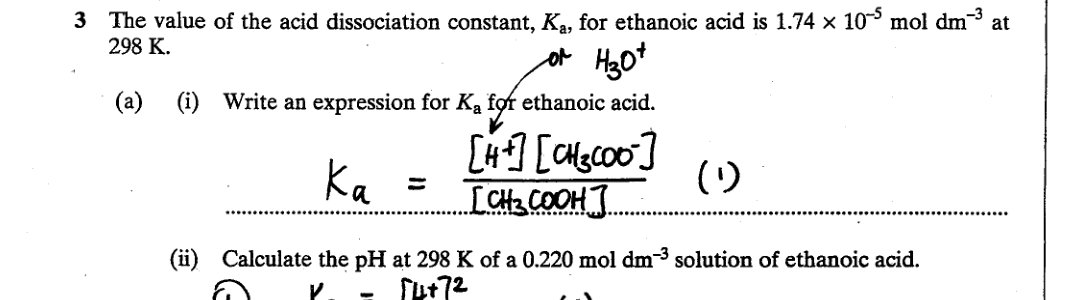 3 The value of the acid dissociation constant, Kₐ, for ethanoic acid is 1.74 × 10⁻⁵ mol dm⁻³ at
298 K.
or H₃O⁺
(a) (i) Write an expression for Kₐ for ethanoic acid.
[H⁺] [CH₃COO⁻]
Kₐ = (1)
[CH₃COOH]
(ii) Calculate the pH at 298 K of a 0.220 mol dm⁻³ solution of ethanoic acid.
= [H⁺]²